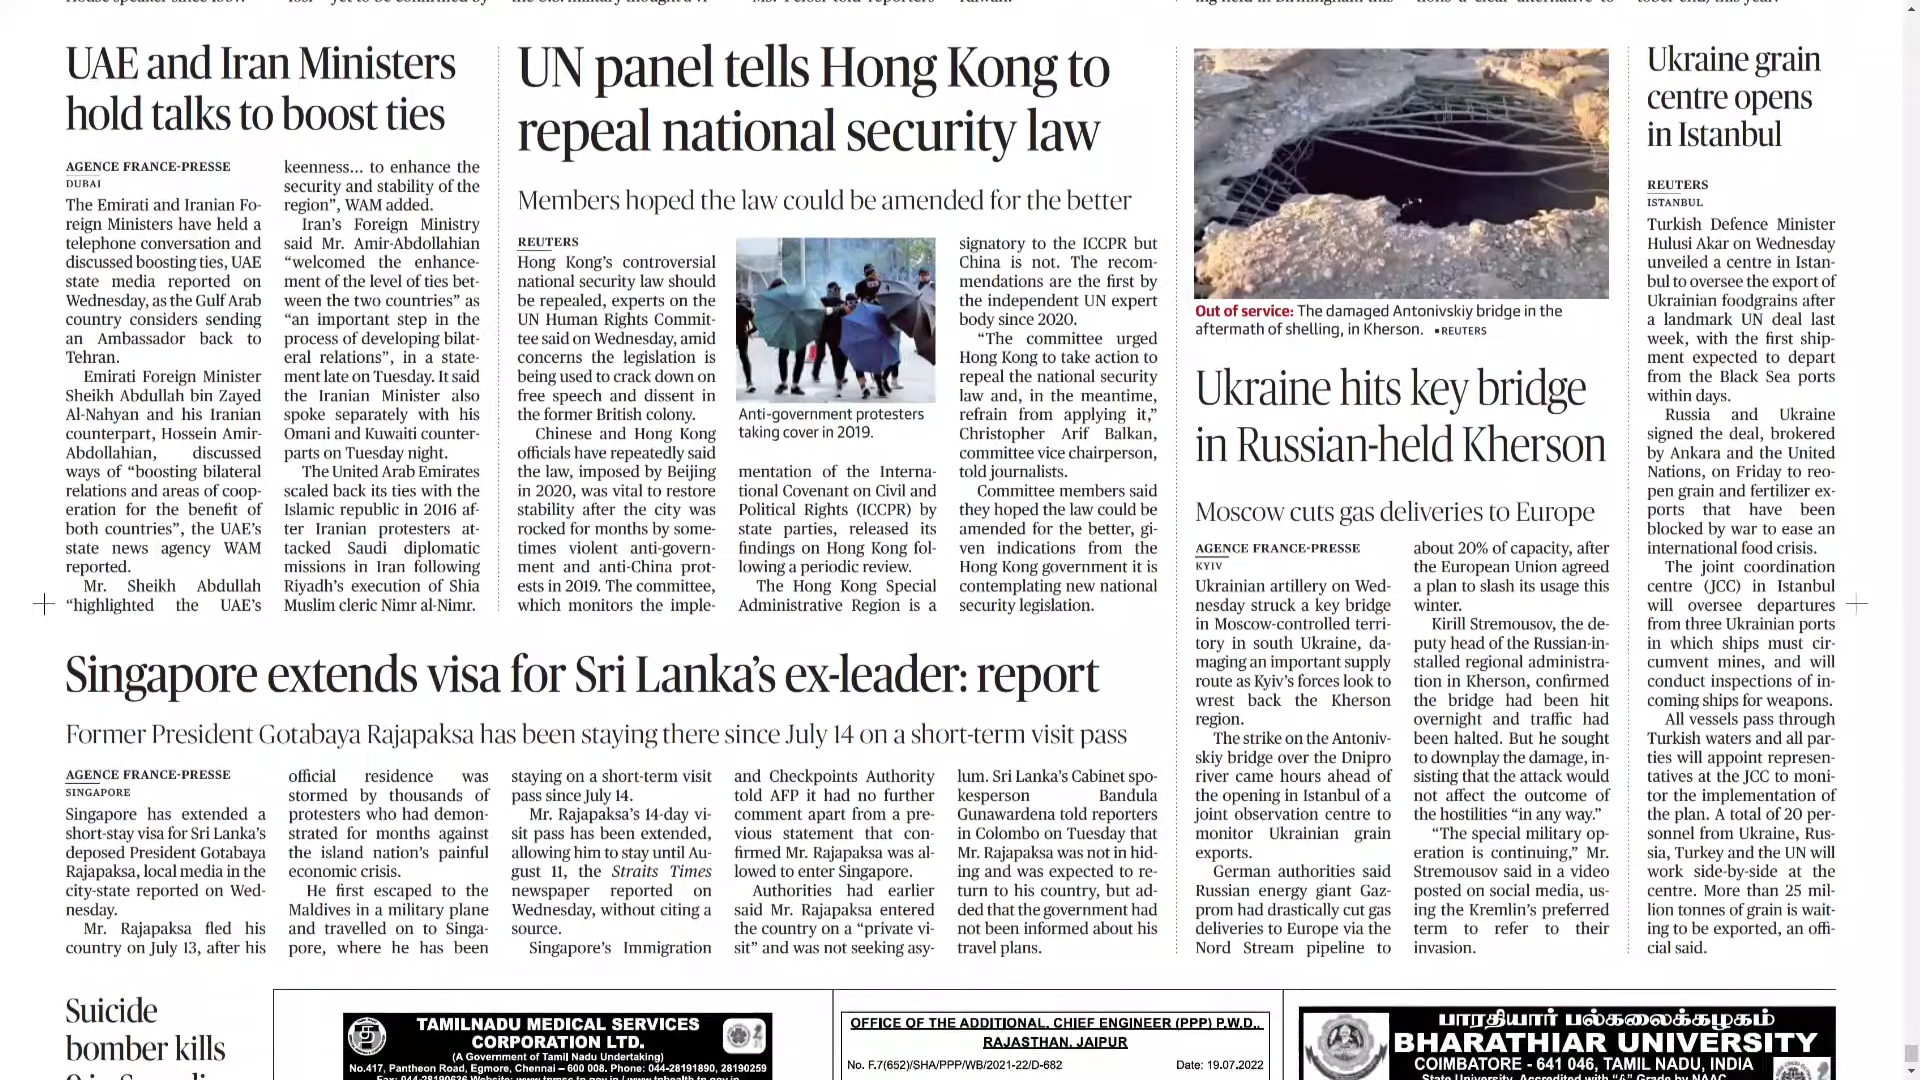 UAE and Iran Ministers
hold talks to boost ties
AGENCE FRANCE-PRESSE
DUBAI
The Emirati and Iranian Fo-
reign Ministers have held a
telephone conversation and
discussed boosting ties, UAE
state media reported on
Wednesday, as the Gulf Arab
country considers sending
an Ambassador back to
Tehran.
Emirati Foreign Minister
Sheikh Abdullah bin Zayed
Al-Nahyan and his Iranian
counterpart, Hossein Amir-
Abdollahian, discussed
ways of “boosting bilateral
relations and areas of coop-
eration for the benefit of
both countries”, the UAE’s
state news agency WAM
reported.
Mr. Sheikh Abdullah
“highlighted the UAE’s
keenness... to enhance the
security and stability of the
region”, WAM added.
Iran’s Foreign Ministry
said Mr. Amir-Abdollahian
“welcomed the enhance-
ment of the level of ties bet-
ween the two countries” as
“an important step in the
process of developing bilat-
eral relations”, in a state-
ment late on Tuesday. It said
the Iranian Minister also
spoke separately with his
Omani and Kuwaiti counter-
parts on Tuesday night.
The United Arab Emirates
scaled back its ties with the
Islamic republic in 2016 af-
ter Iranian protesters at-
tacked Saudi diplomatic
missions in Iran following
Riyadh’s execution of Shia
Muslim cleric Nimr al-Nimr.
UN panel tells Hong Kong to
repeal national security law
Members hoped the law could be amended for the better
REUTERS
Hong Kong’s controversial
national security law should
be repealed, experts on the
UN Human Rights Commit-
tee said on Wednesday, amid
concerns the legislation is
being used to crack down on
free speech and dissent in
the former British colony.
Chinese and Hong Kong
officials have repeatedly said
the law, imposed by Beijing
in 2020, was vital to restore
stability after the city was
rocked for months by some-
times violent anti-govern-
ment and anti-China prot-
ests in 2019. The committee,
which monitors the imple-
Anti-government protesters
taking cover in 2019.
mentation of the Interna-
tional Covenant on Civil and
Political Rights (ICCPR) by
state parties, released its
findings on Hong Kong fol-
lowing a periodic review.
The Hong Kong Special
Administrative Region is a
signatory to the ICCPR but
China is not. The recom-
mendations are the first by
the independent UN expert
body since 2020.
“The committee urged
Hong Kong to take action to
repeal the national security
law and, in the meantime,
refrain from applying it,”
Christopher Arif Balkan,
committee vice chairperson,
told journalists.
Committee members said
they hoped the law could be
amended for the better, gi-
ven indications from the
Hong Kong government it is
contemplating new national
security legislation.
Out of service: The damaged Antonivskiy bridge in the
aftermath of shelling, in Kherson. ▪REUTERS
Ukraine hits key bridge
in Russian-held Kherson
Moscow cuts gas deliveries to Europe
AGENCE FRANCE-PRESSE
KYIV
Ukrainian artillery on Wed-
nesday struck a key bridge
in Moscow-controlled terri-
tory in south Ukraine, da-
maging an important supply
route as Kyiv’s forces look to
wrest back the Kherson
region.
The strike on the Antoniv-
skiy bridge over the Dnipro
river came hours ahead of
the opening in Istanbul of a
joint observation centre to
monitor Ukrainian grain
exports.
German authorities said
Russian energy giant Gaz-
prom had drastically cut gas
deliveries to Europe via the
Nord Stream pipeline to
about 20% of capacity, after
the European Union agreed
a plan to slash its usage this
winter.
Kirill Stremousov, the de-
puty head of the Russian-in-
stalled regional administra-
tion in Kherson, confirmed
the bridge had been hit
overnight and traffic had
been halted. But he sought
to downplay the damage, in-
sisting that the attack would
not affect the outcome of
the hostilities “in any way.”
“The special military op-
eration is continuing,” Mr.
Stremousov said in a video
posted on social media, us-
ing the Kremlin’s preferred
term to refer to their
invasion.
Ukraine grain
centre opens
in Istanbul
REUTERS
ISTANBUL
Turkish Defence Minister
Hulusi Akar on Wednesday
unveiled a centre in Istan-
bul to oversee the export of
Ukrainian foodgrains after
a landmark UN deal last
week, with the first ship-
ment expected to depart
from the Black Sea ports
within days.
Russia and Ukraine
signed the deal, brokered
by Ankara and the United
Nations, on Friday to reo-
pen grain and fertilizer ex-
ports that have been
blocked by war to ease an
international food crisis.
The joint coordination
centre (JCC) in Istanbul
will oversee departures
from three Ukrainian ports
in which ships must cir-
cumvent mines, and will
conduct inspections of in-
coming ships for weapons.
All vessels pass through
Turkish waters and all par-
ties will appoint represen-
tatives at the JCC to moni-
tor the implementation of
the plan. A total of 20 per-
sonnel from Ukraine, Rus-
sia, Turkey and the UN will
work side-by-side at the
centre. More than 25 mil-
lion tonnes of grain is wait-
ing to be exported, an offi-
cial said.
Singapore extends visa for Sri Lanka’s ex-leader: report
Former President Gotabaya Rajapaksa has been staying there since July 14 on a short-term visit pass
AGENCE FRANCE-PRESSE
SINGAPORE
Singapore has extended a
short-stay visa for Sri Lanka’s
deposed President Gotabaya
Rajapaksa, local media in the
city-state reported on Wed-
nesday.
Mr. Rajapaksa fled his
country on July 13, after his
official residence was
stormed by thousands of
protesters who had demon-
strated for months against
the island nation’s painful
economic crisis.
He first escaped to the
Maldives in a military plane
and travelled on to Singa-
pore, where he has been
staying on a short-term visit
pass since July 14.
Mr. Rajapaksa’s 14-day vi-
sit pass has been extended,
allowing him to stay until Au-
gust 11, the Straits Times
newspaper reported on
Wednesday, without citing a
source.
Singapore’s Immigration
and Checkpoints Authority
told AFP it had no further
comment apart from a pre-
vious statement that con-
firmed Mr. Rajapaksa was al-
lowed to enter Singapore.
Authorities had earlier
said Mr. Rajapaksa entered
the country on a “private vi-
sit” and was not seeking asy-
lum. Sri Lanka’s Cabinet spo-
kesperson Bandula
Gunawardena told reporters
in Colombo on Tuesday that
Mr. Rajapaksa was not in hid-
ing and was expected to re-
turn to his country, but ad-
ded that the government had
not been informed about his
travel plans.
Suicide
bomber kills
TAMILNADU MEDICAL SERVICES
CORPORATION LTD.
(A Government of Tamil Nadu Undertaking)
No.417, Pantheon Road, Egmore, Chennai – 600 008. Phone: 044-28191890, 28190259
OFFICE OF THE ADDITIONAL. CHIEF ENGINEER (PPP) P.W.D.,
RAJASTHAN, JAIPUR
No. F.7(652)/SHA/PPP/WB/2021-22/D-682 Date: 19.07.2022
பாரதியார் பல்கலைக்கழகம்
BHARATHIAR UNIVERSITY
COIMBATORE - 641 046, TAMIL NADU, INDIA